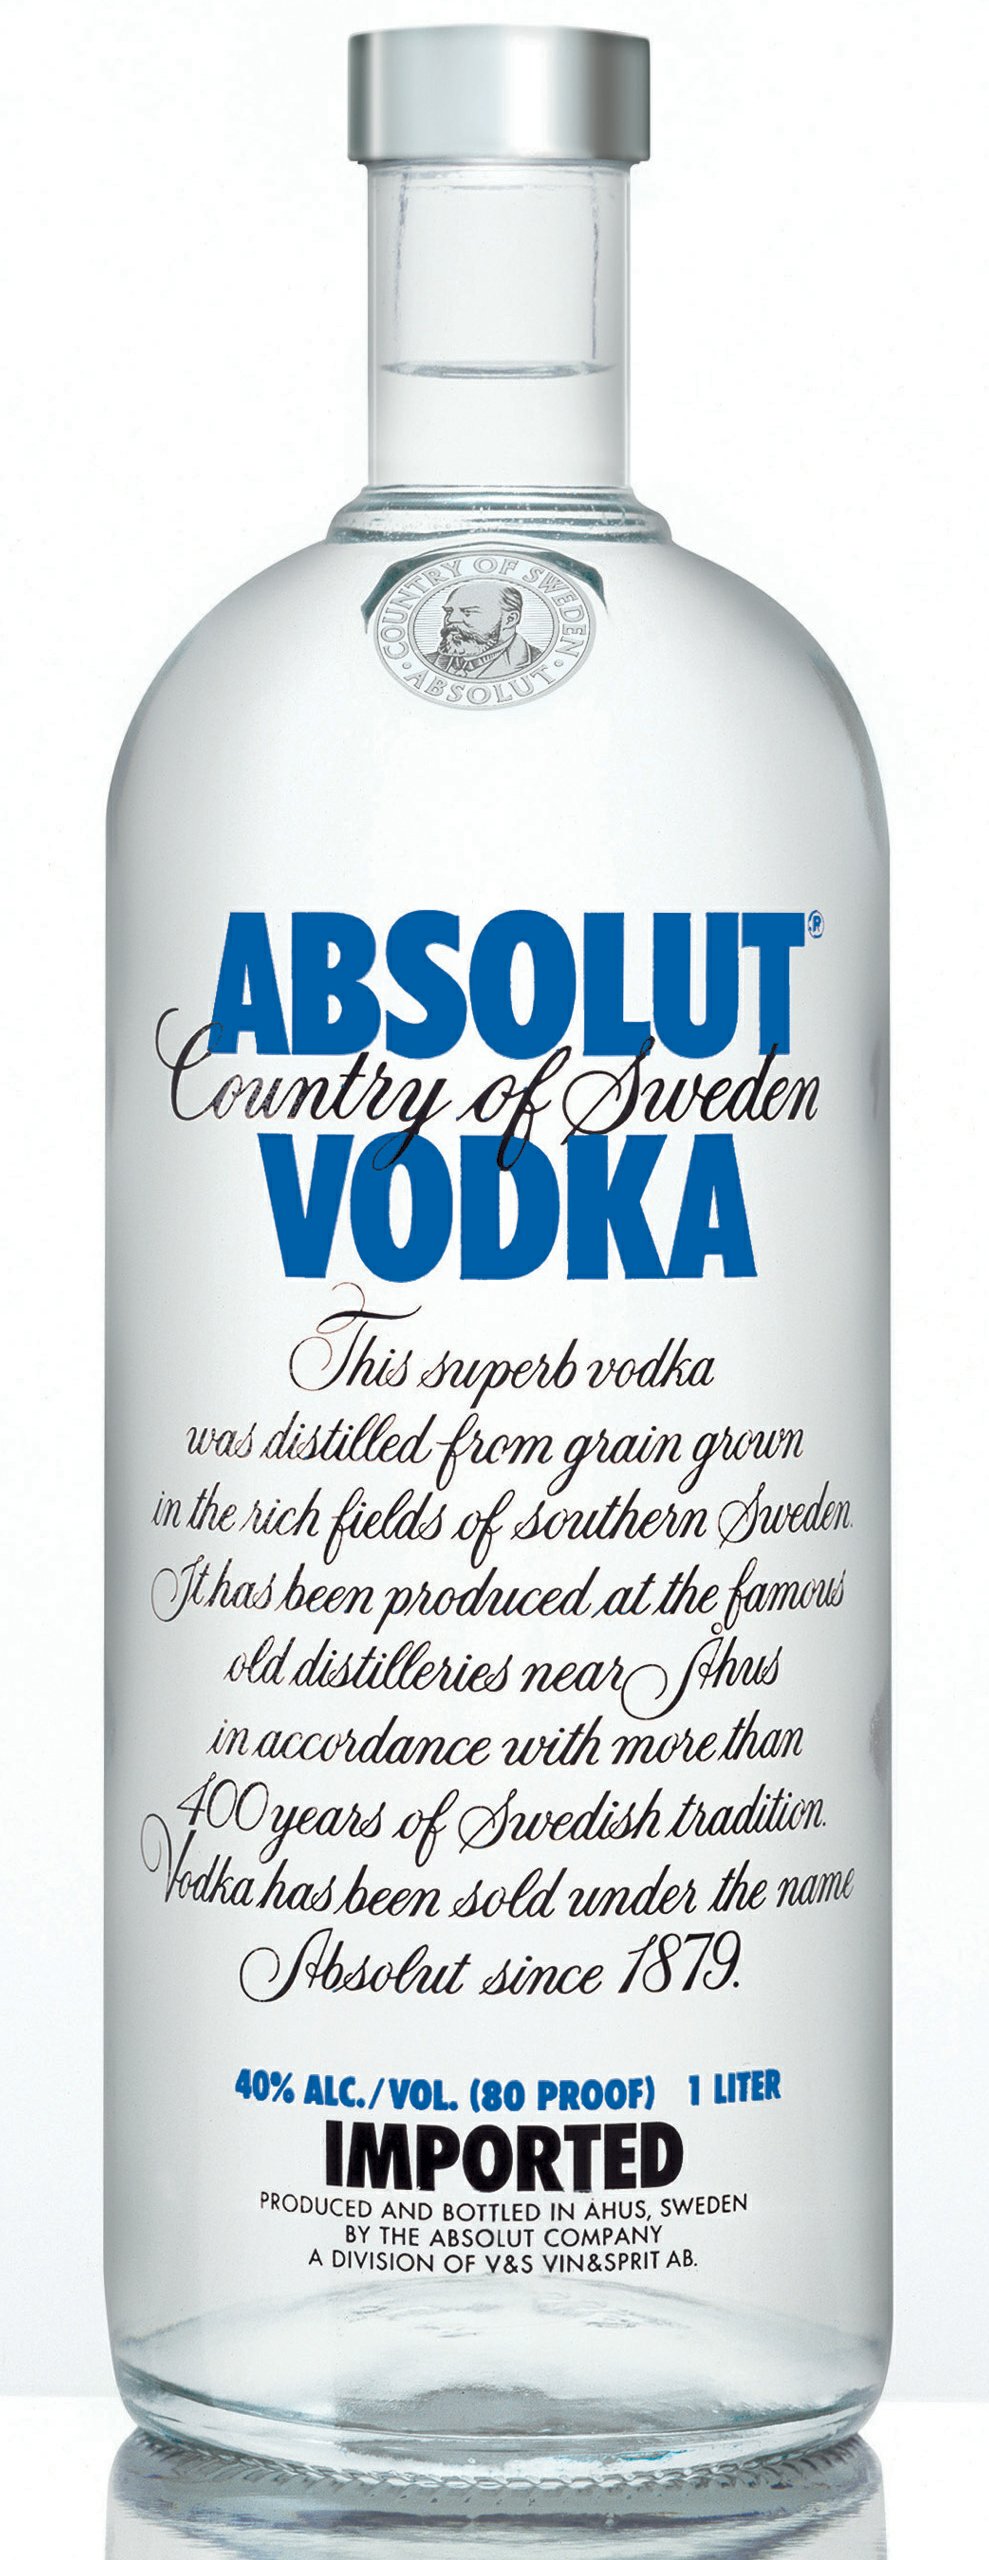 COUNTRY OF SWEDEN
· ABSOLUT ·
ABSOLUT®
Country of Sweden
VODKA
This superb vodka
was distilled from grain grown
in the rich fields of southern Sweden.
It has been produced at the famous
old distilleries near Åhus
in accordance with more than
400 years of Swedish tradition.
Vodka has been sold under the name
Absolut since 1879.
40% ALC./VOL. (80 PROOF) 1 LITER
IMPORTED
PRODUCED AND BOTTLED IN ÅHUS, SWEDEN
BY THE ABSOLUT COMPANY
A DIVISION OF V&S VIN&SPRIT AB.